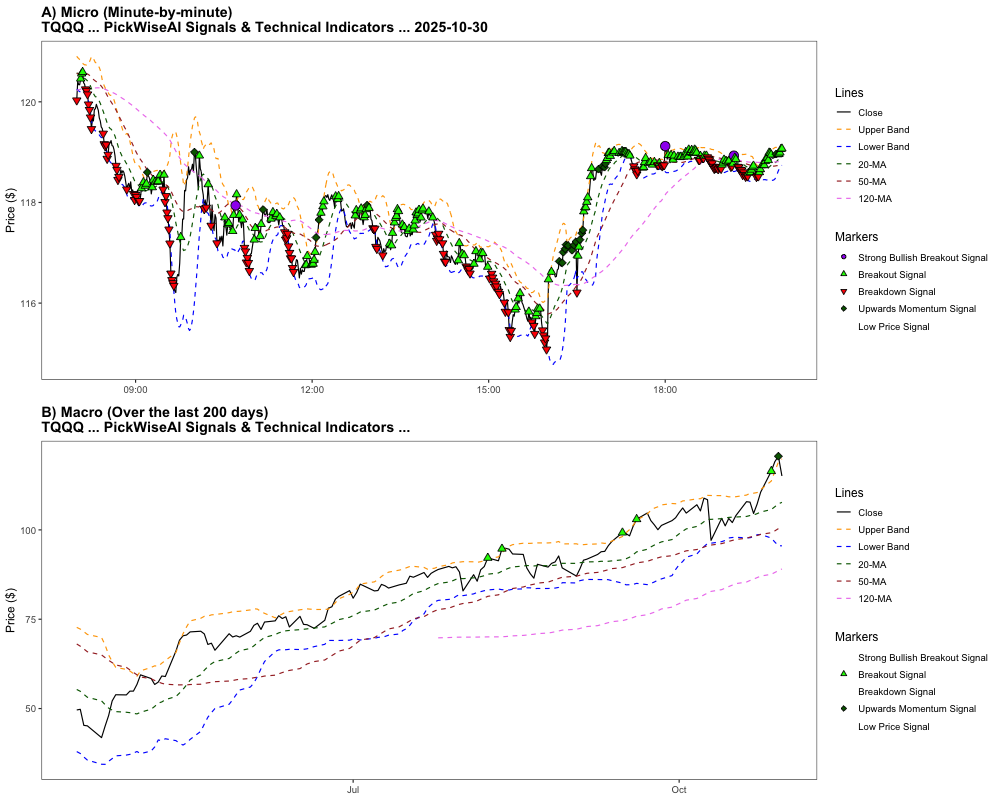 A) Micro (Minute-by-minute)
TQQQ ... PickWiseAI Signals & Technical Indicators ... 2025-10-30
Price ($)
120
118
116
09:00
12:00
15:00
18:00
Lines
Close
Upper Band
Lower Band
20-MA
50-MA
120-MA
Markers
Strong Bullish Breakout Signal
Breakout Signal
Breakdown Signal
Upwards Momentum Signal
Low Price Signal
B) Macro (Over the last 200 days)
TQQQ ... PickWiseAI Signals & Technical Indicators ...
Price ($)
100
75
50
Jul
Oct
Lines
Close
Upper Band
Lower Band
20-MA
50-MA
120-MA
Markers
Strong Bullish Breakout Signal
Breakout Signal
Breakdown Signal
Upwards Momentum Signal
Low Price Signal